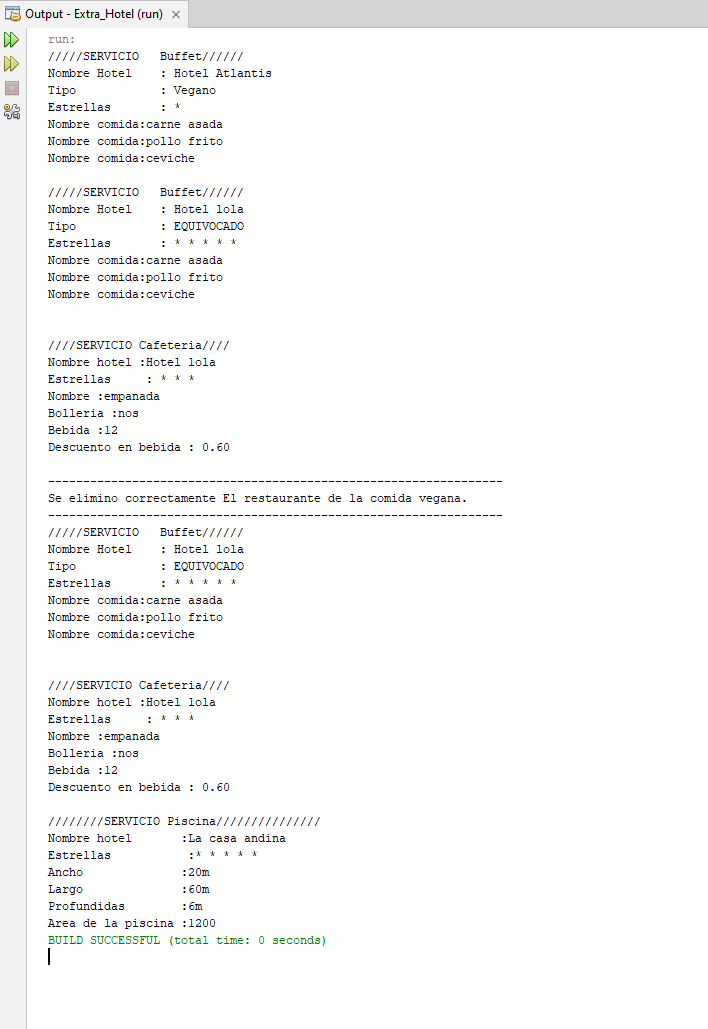 Output - Extra_Hotel (run) ×
run:
/////SERVICIO   Buffet//////
Nombre Hotel    : Hotel Atlantis
Tipo            : Vegano
Estrellas       : *
Nombre comida:carne asada
Nombre comida:pollo frito
Nombre comida:ceviche

/////SERVICIO   Buffet//////
Nombre Hotel    : Hotel lola
Tipo            : EQUIVOCADO
Estrellas       : * * * * *
Nombre comida:carne asada
Nombre comida:pollo frito
Nombre comida:ceviche


////SERVICIO Cafeteria////
Nombre hotel :Hotel lola
Estrellas     : * * *
Nombre :empanada
Bolleria :nos
Bebida :12
Descuento en bebida : 0.60

-----------------------------------------------------------------
Se elimino correctamente El restaurante de la comida vegana.
-----------------------------------------------------------------
/////SERVICIO   Buffet//////
Nombre Hotel    : Hotel lola
Tipo            : EQUIVOCADO
Estrellas       : * * * * *
Nombre comida:carne asada
Nombre comida:pollo frito
Nombre comida:ceviche


////SERVICIO Cafeteria////
Nombre hotel :Hotel lola
Estrellas     : * * *
Nombre :empanada
Bolleria :nos
Bebida :12
Descuento en bebida : 0.60

////////SERVICIO Piscina///////////////
Nombre hotel       :La casa andina
Estrellas           :* * * * *
Ancho              :20m
Largo              :60m
Profundidas        :6m
Area de la piscina :1200
BUILD SUCCESSFUL (total time: 0 seconds)